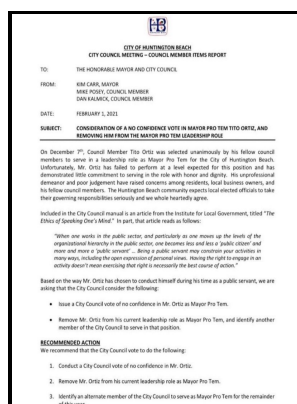 HB
CITY OF HUNTINGTON BEACH
CITY COUNCIL MEETING – COUNCIL MEMBER ITEMS REPORT
TO: THE HONORABLE MAYOR AND CITY COUNCIL
FROM: KIM CARR, MAYOR
MIKE POSEY, COUNCIL MEMBER
DAN KALMICK, COUNCIL MEMBER
DATE: FEBRUARY 1, 2021
SUBJECT: CONSIDERATION OF A NO CONFIDENCE VOTE IN MAYOR PRO TEM TITO ORTIZ, AND
REMOVING HIM FROM THE MAYOR PRO TEM LEADERSHIP ROLE
On December 7th, Council Member Tito Ortiz was selected unanimously by his fellow council
members to serve in a leadership role as Mayor Pro Tem for the City of Huntington Beach.
Unfortunately, Mr. Ortiz has failed to perform at a level expected for this position and has
demonstrated little commitment to serving in the role with honor and dignity. His unprofessional
demeanor and poor judgement have raised concerns among residents, local business owners, and
his fellow council members. The Huntington Beach community expects local elected officials to take
their governing responsibilities seriously and we whole heartedly agree.
Included in the City Council manual is an article from the Institute for Local Government, titled "The
Ethics of Speaking One's Mind." In part, that article reads as follows:
"When one works in the public sector, and particularly as one moves up the levels of the
organizational hierarchy in the public sector, one becomes less and less a 'public citizen' and
more and more a 'public servant' ... Being a public servant may constrain your activities in
many ways, including the open expression of personal views. Having the right to engage in an
activity doesn't mean exercising that right is necessarily the best course of action."
Based on the way Mr. Ortiz has chosen to conduct himself during his time as a public servant, we are
asking that the City Council consider the following:
• Issue a City Council vote of no confidence in Mr. Ortiz as Mayor Pro Tem.
• Remove Mr. Ortiz from his current leadership role as Mayor Pro Tem, and identify another
member of the City Council to serve in that position.
RECOMMENDED ACTION
We recommend that the City Council vote to do the following:
1. Conduct a City Council vote of no confidence in Mr. Ortiz.
2. Remove Mr. Ortiz from his current leadership role as Mayor Pro Tem.
3. Identify an alternate member of the City Council to serve as Mayor Pro Tem for the remainder
of this year.